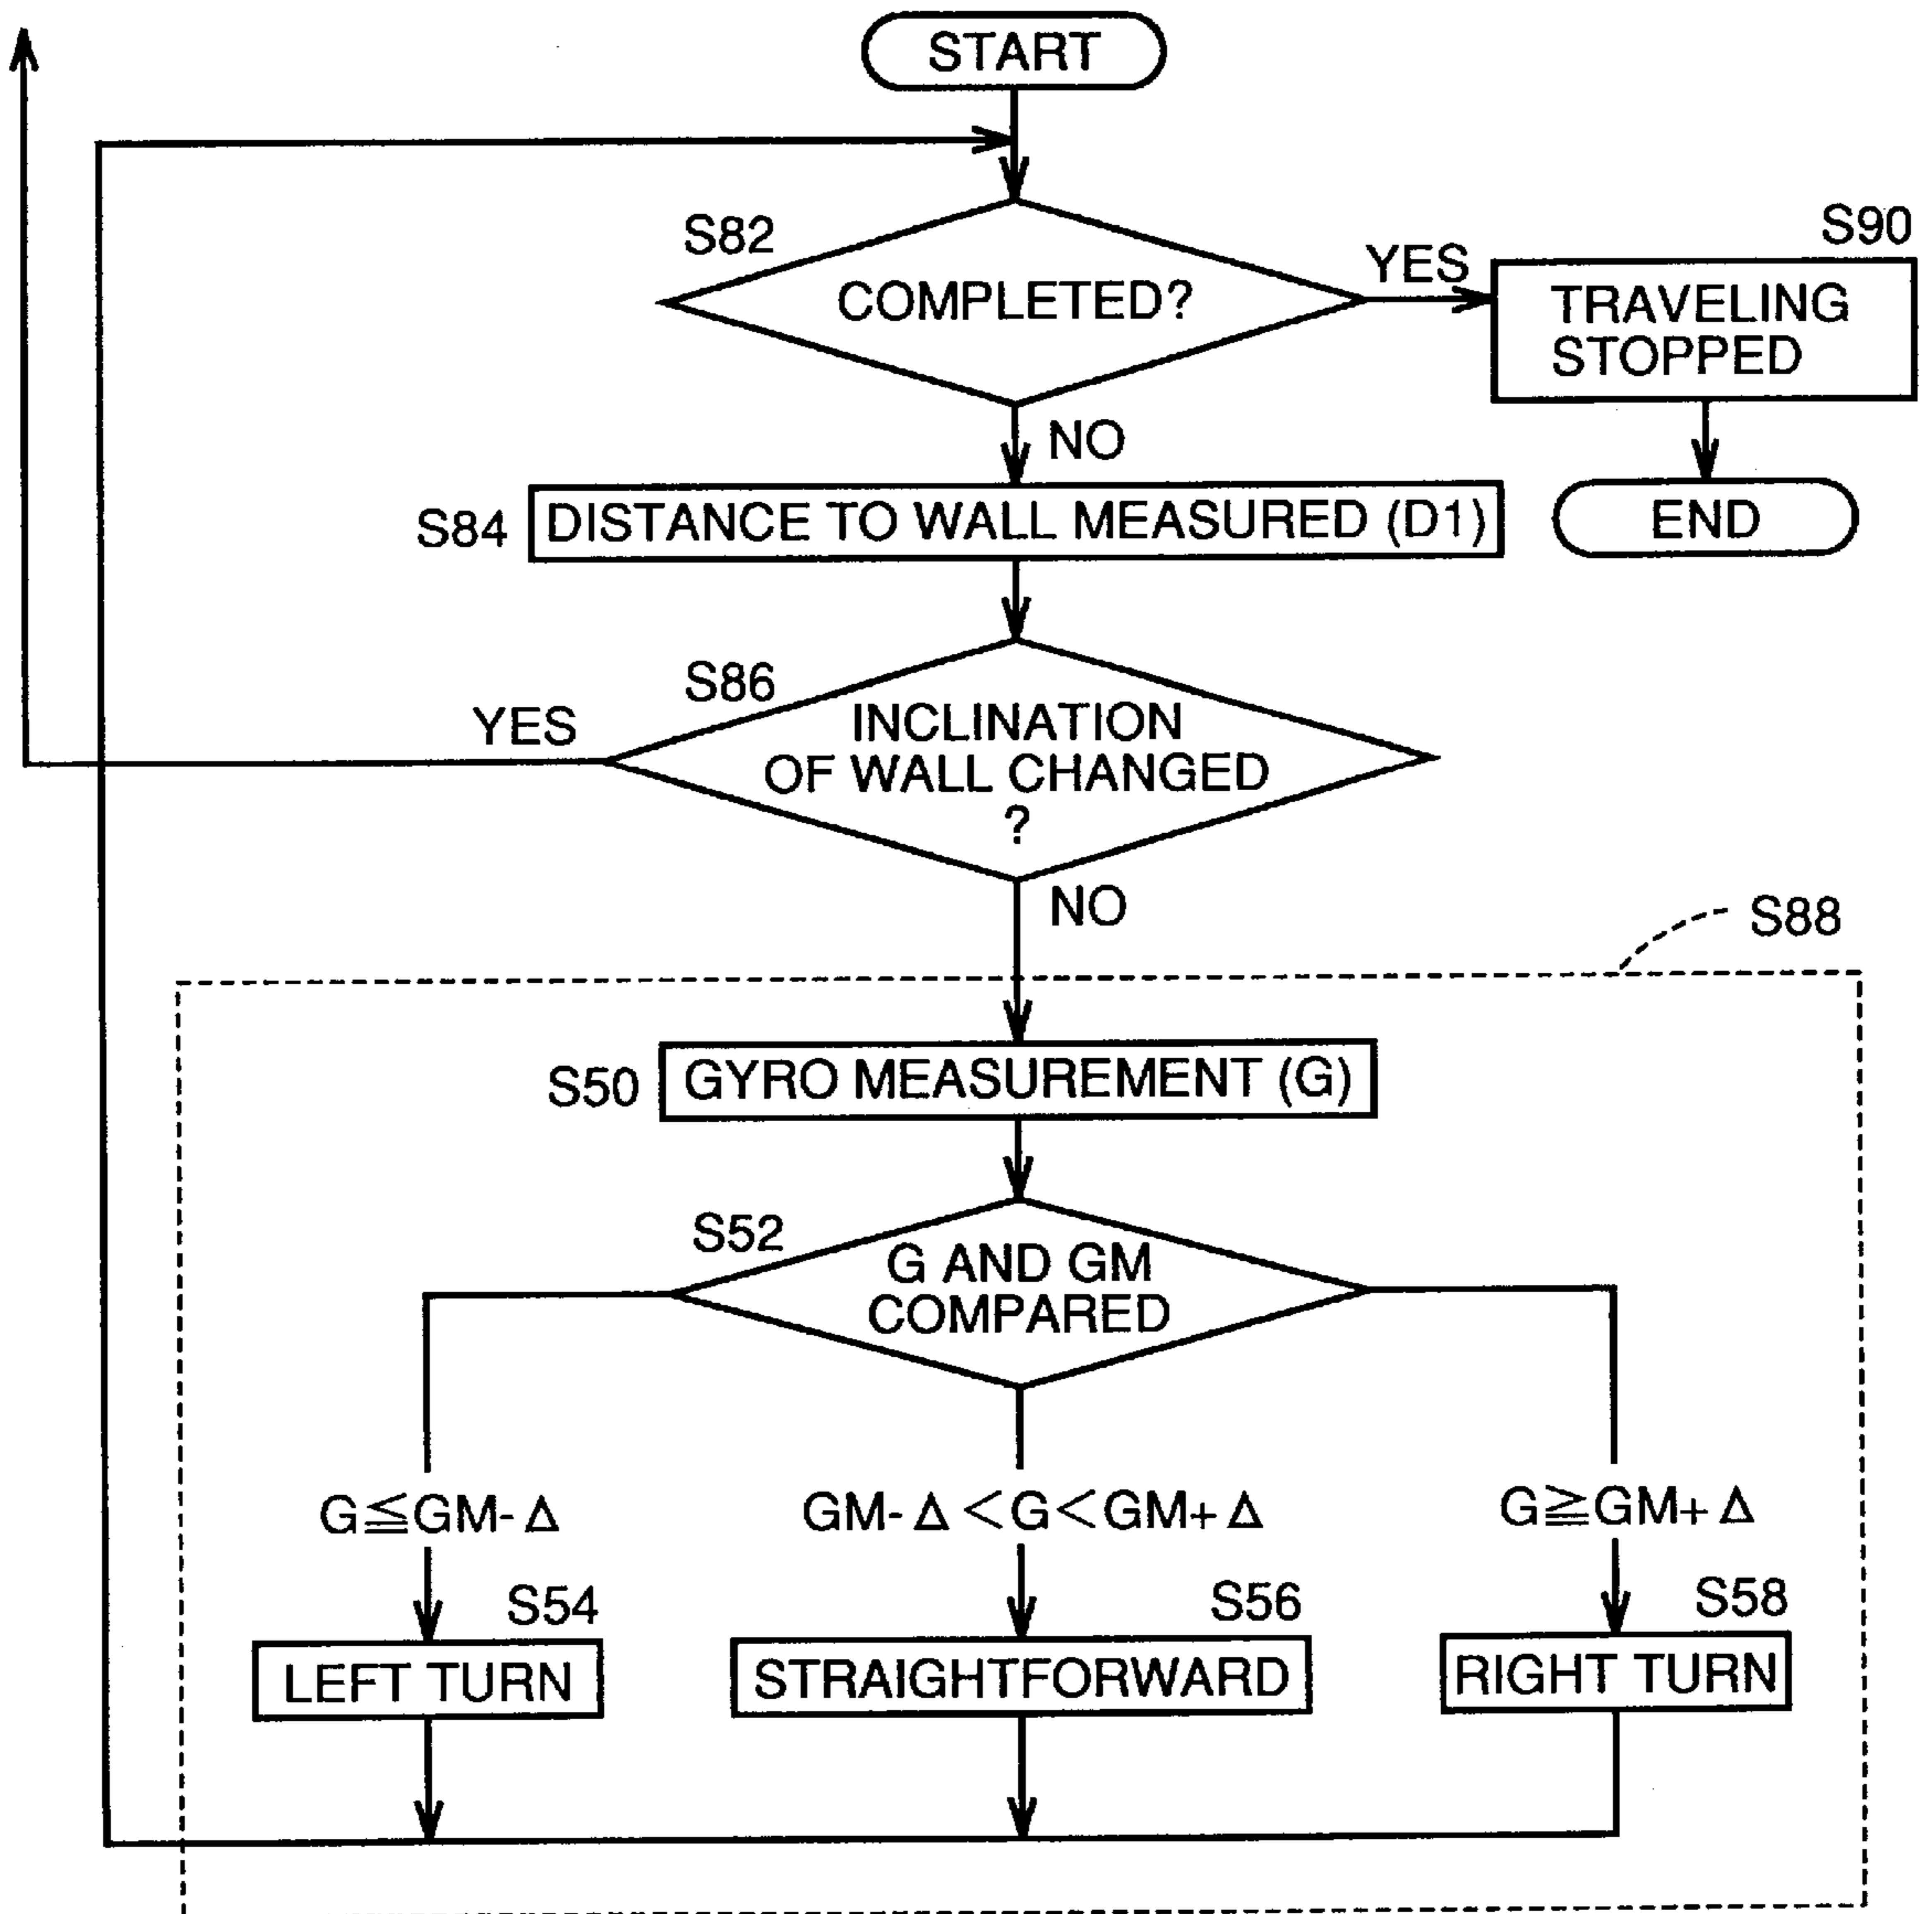 START
S82
COMPLETED?
YES
S90
TRAVELING
STOPPED
NO
END
S84
DISTANCE TO WALL MEASURED (D1)
S86
YES
INCLINATION
OF WALL CHANGED
?
NO
S88
S50
GYRO MEASUREMENT (G)
S52
G AND GM
COMPARED
G≦GM-Δ
GM-Δ<G<GM+Δ
G≧GM+Δ
S54
S56
S58
LEFT TURN
STRAIGHTFORWARD
RIGHT TURN